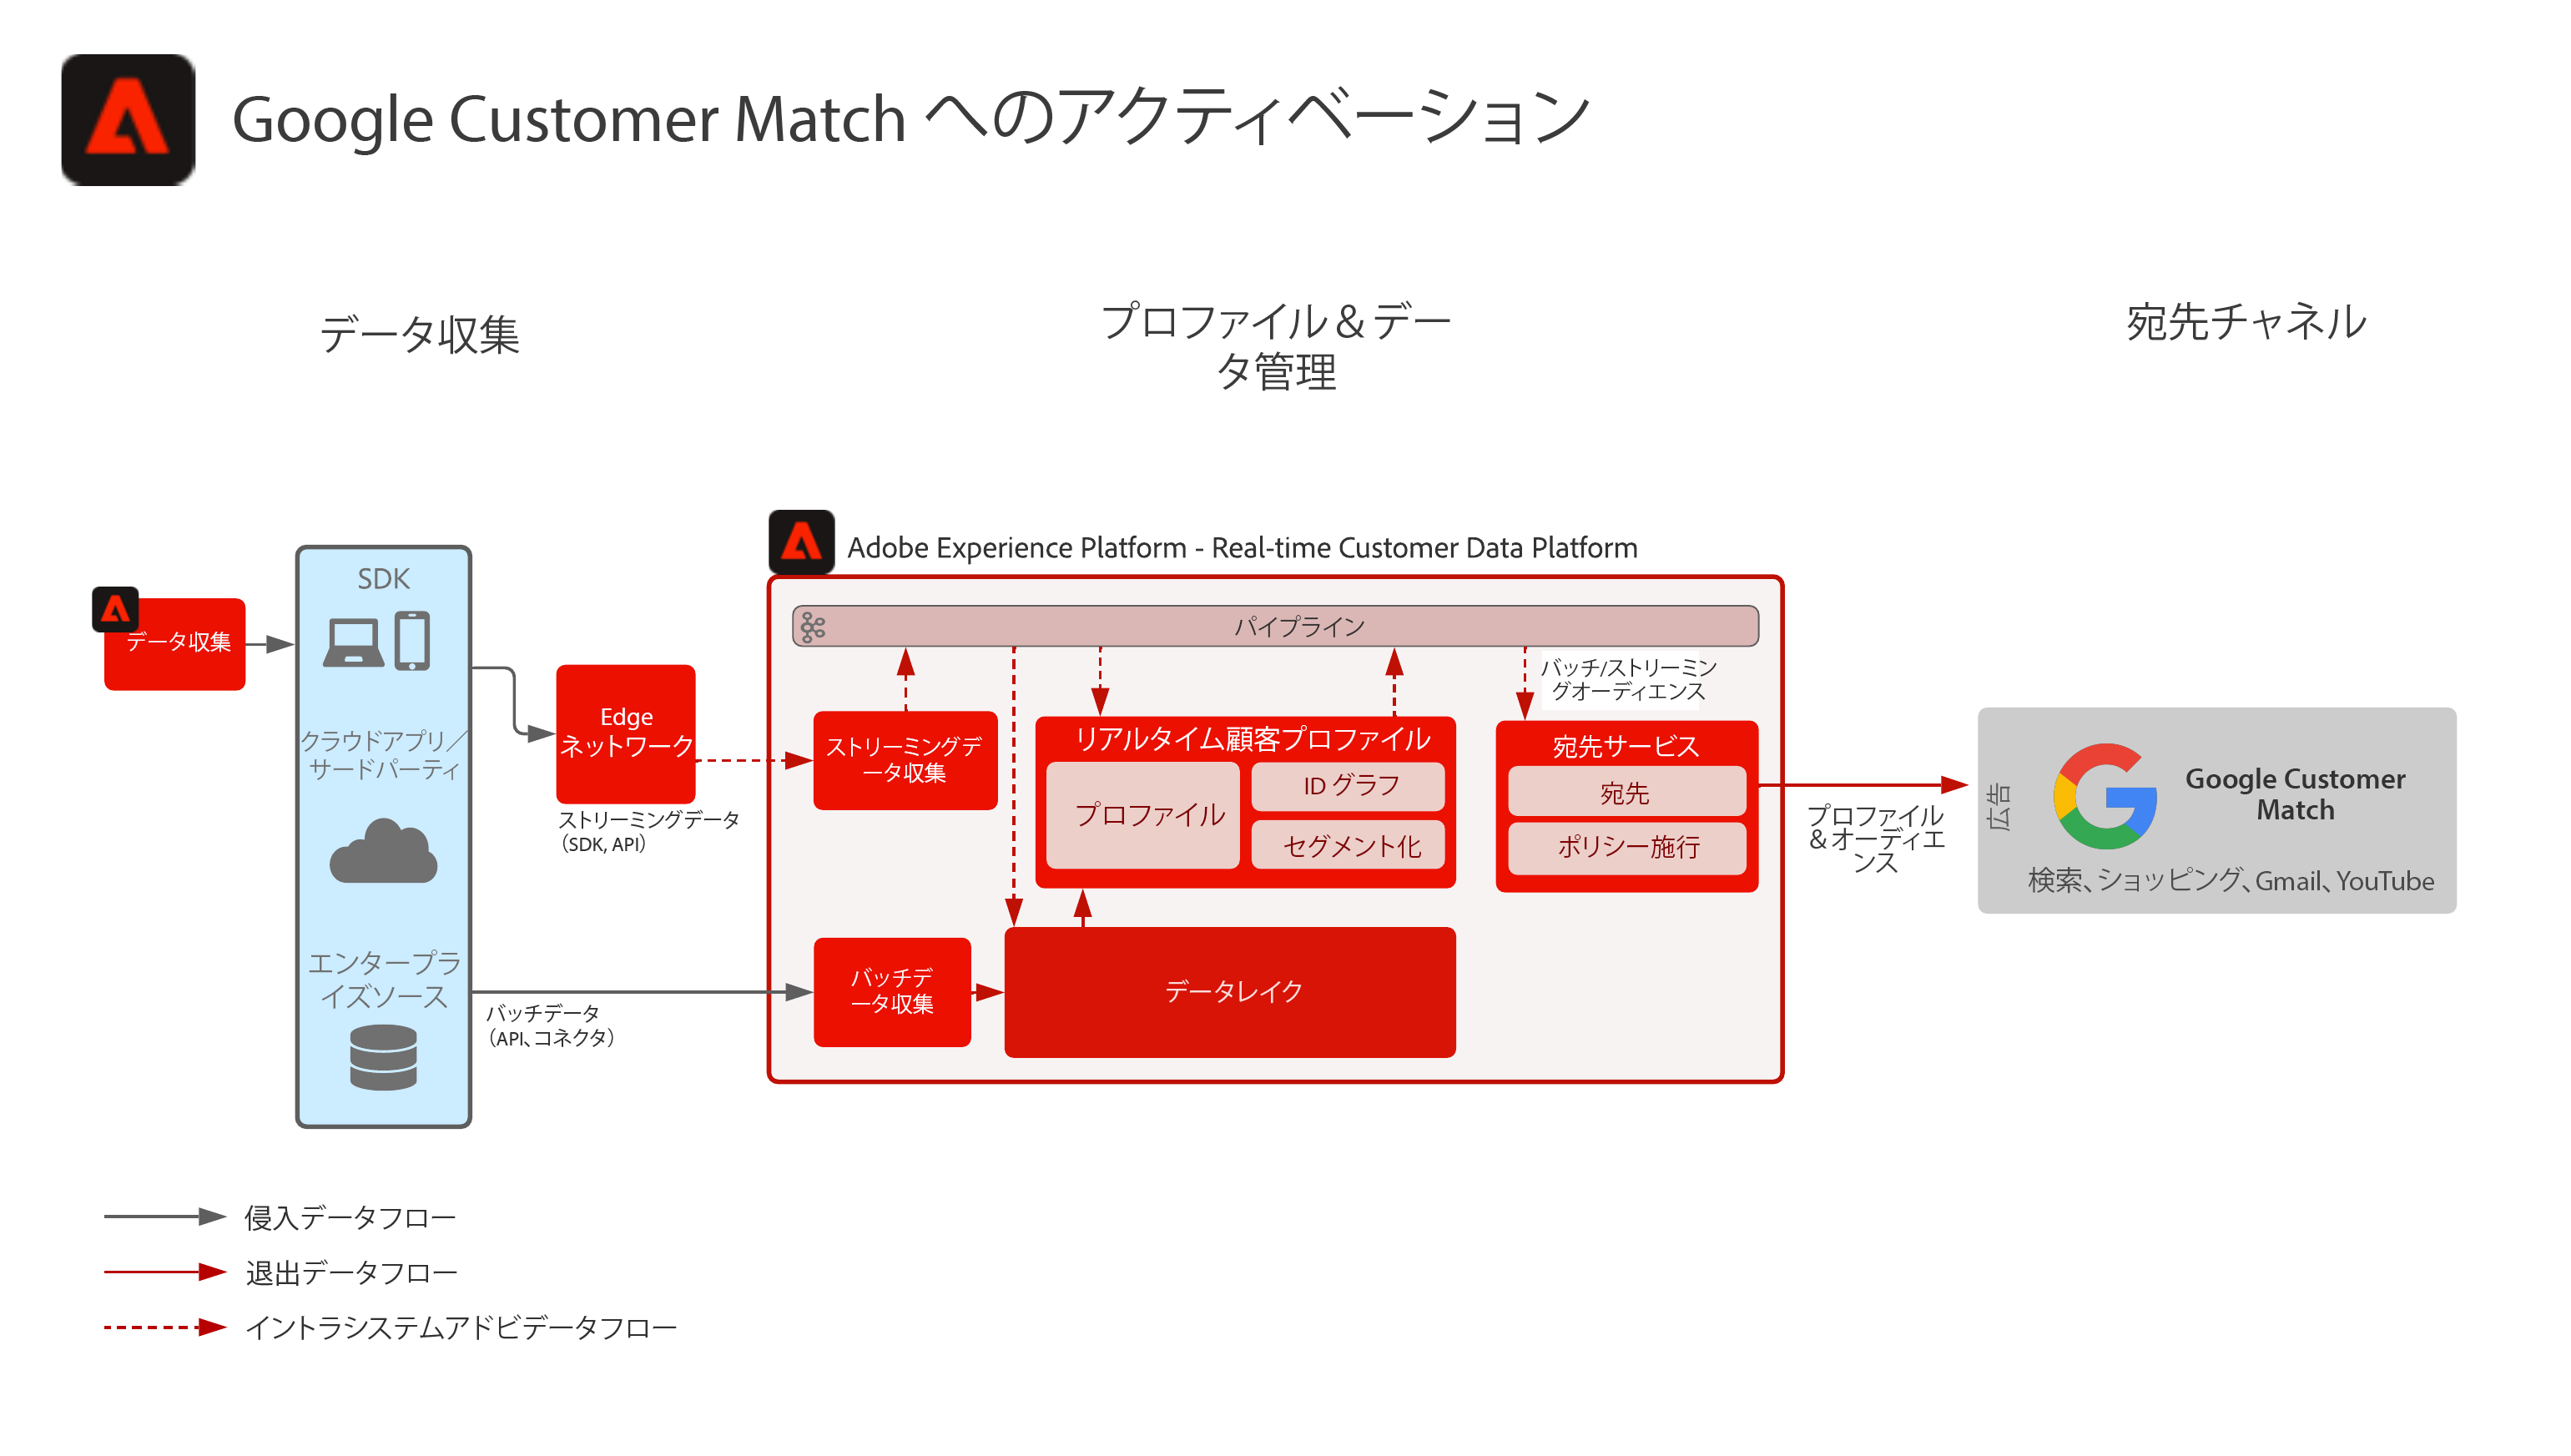 Google Customer Match へのアクティベーション
データ収集
プロファイル & デー
タ管理
宛先チャネル
Adobe Experience Platform - Real-time Customer Data Platform
データ収集
SDK
クラウドアプリ／
サードパーティ
エンタープラ
イズソース
Edge
ネットワーク
ストリーミングデータ
（SDK, API）
バッチデータ
（API、コネクタ）
パイプライン
ストリーミングデ
ータ収集
リアルタイム顧客プロファイル
プロファイル
ID グラフ
セグメント化
バッチ/ストリーミン
グオーディエンス
宛先サービス
宛先
ポリシー施行
バッチデ
ータ収集
データレイク
プロファイル
& オーディエ
ンス
広告
Google Customer
Match
検索、ショッピング、Gmail、YouTube
侵入データフロー
退出データフロー
イントラシステムアドビデータフロー